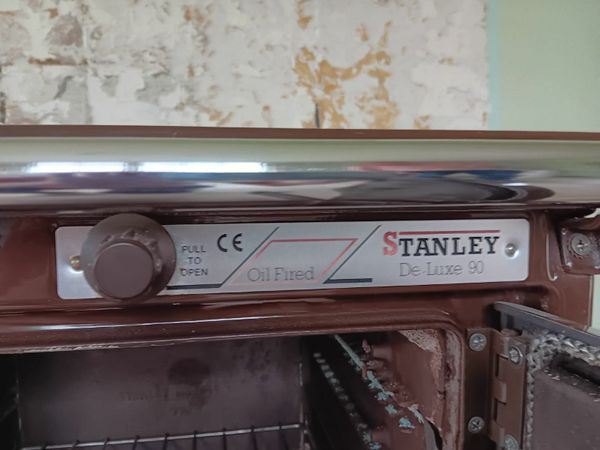 PULL
TO
OPEN
CE
Oil Fired
STANLEY
De Luxe 90